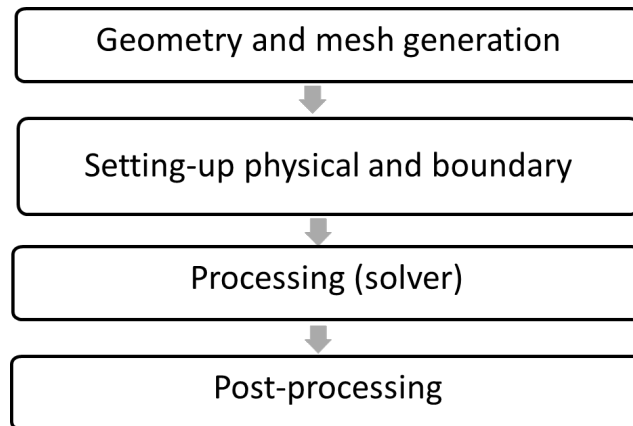 Geometry and mesh generation
Setting-up physical and boundary
Processing (solver)
Post-processing